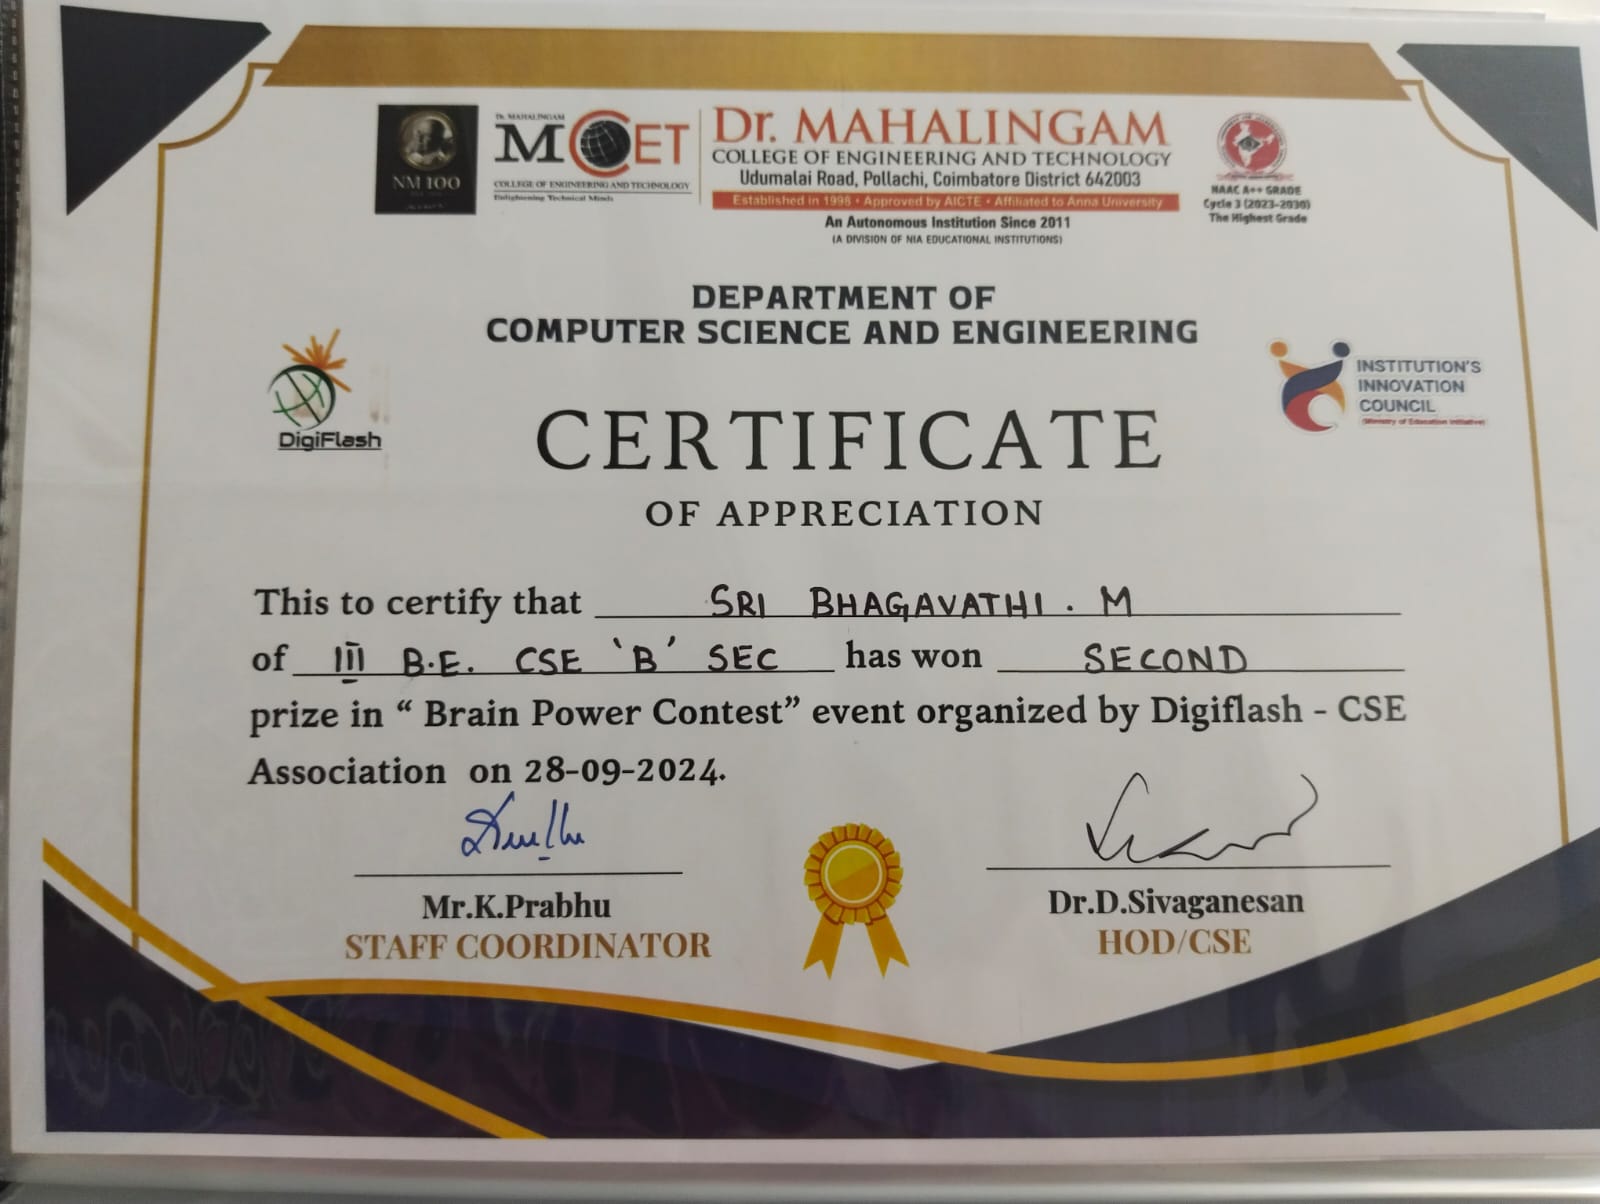 NM 100
Dr. MAHALINGAM
MCET
COLLEGE OF ENGINEERING AND TECHNOLOGY
Enlightening Technical Minds
Dr. MAHALINGAM
COLLEGE OF ENGINEERING AND TECHNOLOGY
Udumalai Road, Pollachi, Coimbatore District 642003
Established in 1998 • Approved by AICTE • Affiliated to Anna University
An Autonomous Institution Since 2011
(A DIVISION OF NIA EDUCATIONAL INSTITUTIONS)
NAAC A++ GRADE
Cycle 3 (2023-2030)
The Highest Grade
DEPARTMENT OF
COMPUTER SCIENCE AND ENGINEERING
DigiFlash
INSTITUTION'S
INNOVATION
COUNCIL
(Ministry of Education Initiative)
CERTIFICATE
OF APPRECIATION
This to certify that SRI BHAGAVATHI . M
of III B.E. CSE 'B' SEC has won SECOND
prize in “ Brain Power Contest” event organized by Digiflash - CSE
Association on 28-09-2024.
Mr.K.Prabhu
STAFF COORDINATOR
Dr.D.Sivaganesan
HOD/CSE